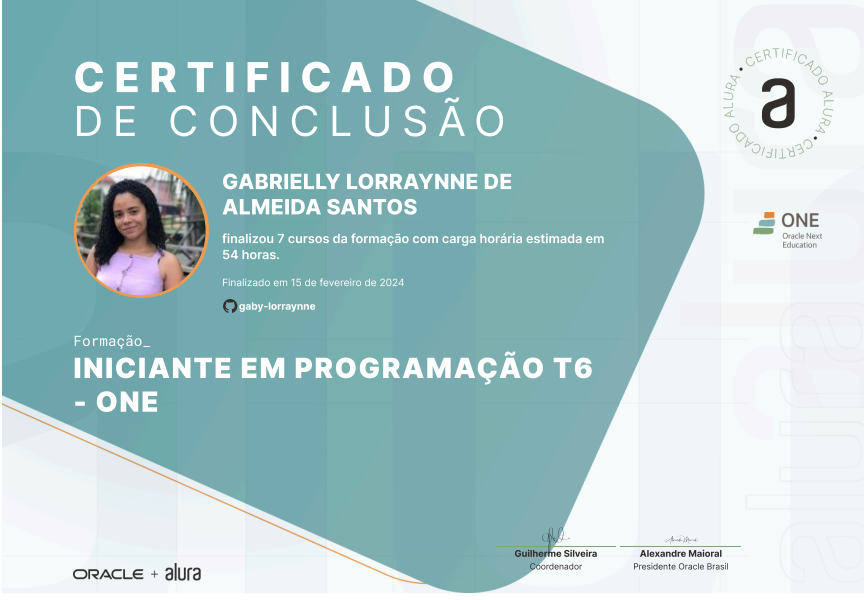 CERTIFICADO
DE CONCLUSÃO
CERTIFICADO ALURA • CERTIFICADO ALURA •
a
GABRIELLY LORRAYNNE DE
ALMEIDA SANTOS
finalizou 7 cursos da formação com carga horária estimada em
54 horas.
Finalizado em 15 de fevereiro de 2024
gaby-lorraynne
ONE
Oracle Next
Education
Formação_
INICIANTE EM PROGRAMAÇÃO T6
- ONE
Guilherme Silveira
Coordenador
Alexandre Maioral
Presidente Oracle Brasil
ORACLE + alura
alura